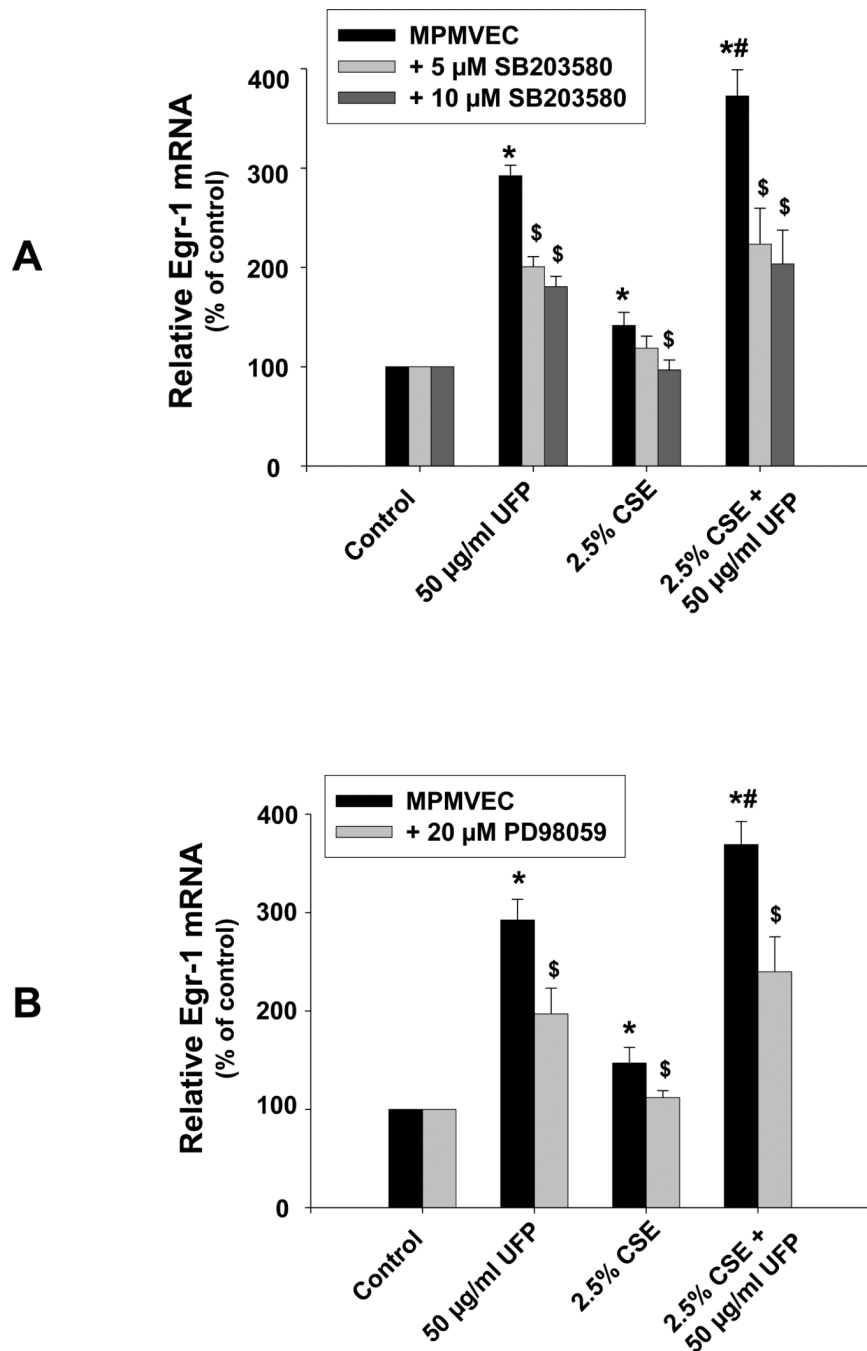 A
MPMVEC
+ 5 µM SB203580
+ 10 µM SB203580
Relative Egr-1 mRNA
(% of control)
400
300
200
100
0
*
$
$
*
$
*#
$
$
Control
50 µg/ml UFP
2.5% CSE
2.5% CSE +
50 µg/ml UFP
B
MPMVEC
+ 20 µM PD98059
Relative Egr-1 mRNA
(% of control)
400
300
200
100
0
*
$
*
$
*#
$
Control
50 µg/ml UFP
2.5% CSE
2.5% CSE +
50 µg/ml UFP